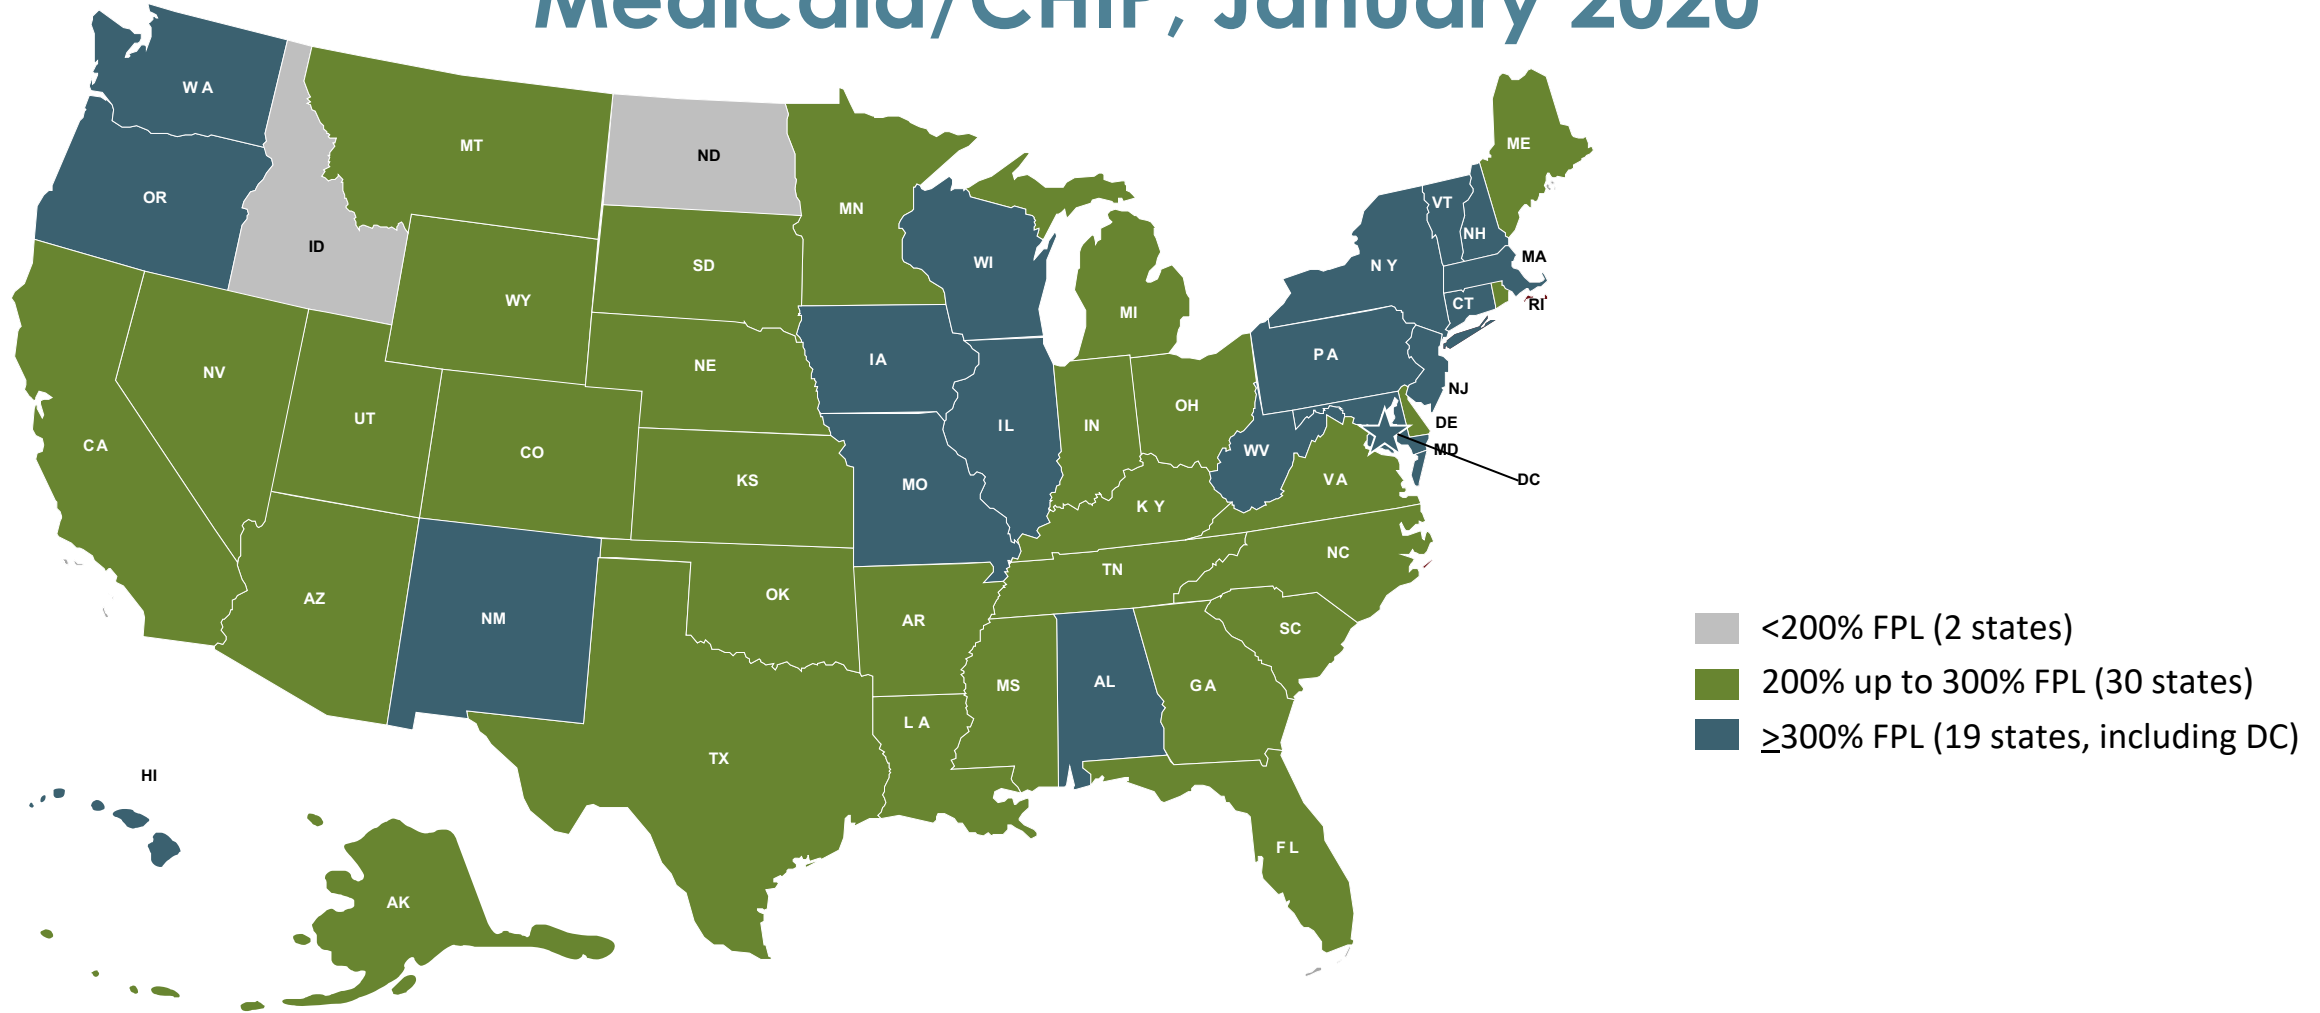 Medicaid/CHIP, January 2020
WA
MT
ND
ME
OR
MN
VT
ID
SD
WI
NH
MA
NY
WY
MI
CT
RI
IA
PA
NV
NE
NJ
UT
OH
CA
CO
IL
IN
DE
WV
MD
KS
MO
VA
DC
KY
NC
AZ
OK
TN
NM
AR
SC
<200% FPL (2 states)
MS
AL
GA
200% up to 300% FPL (30 states)
LA
≥300% FPL (19 states, including DC)
TX
HI
FL
AK